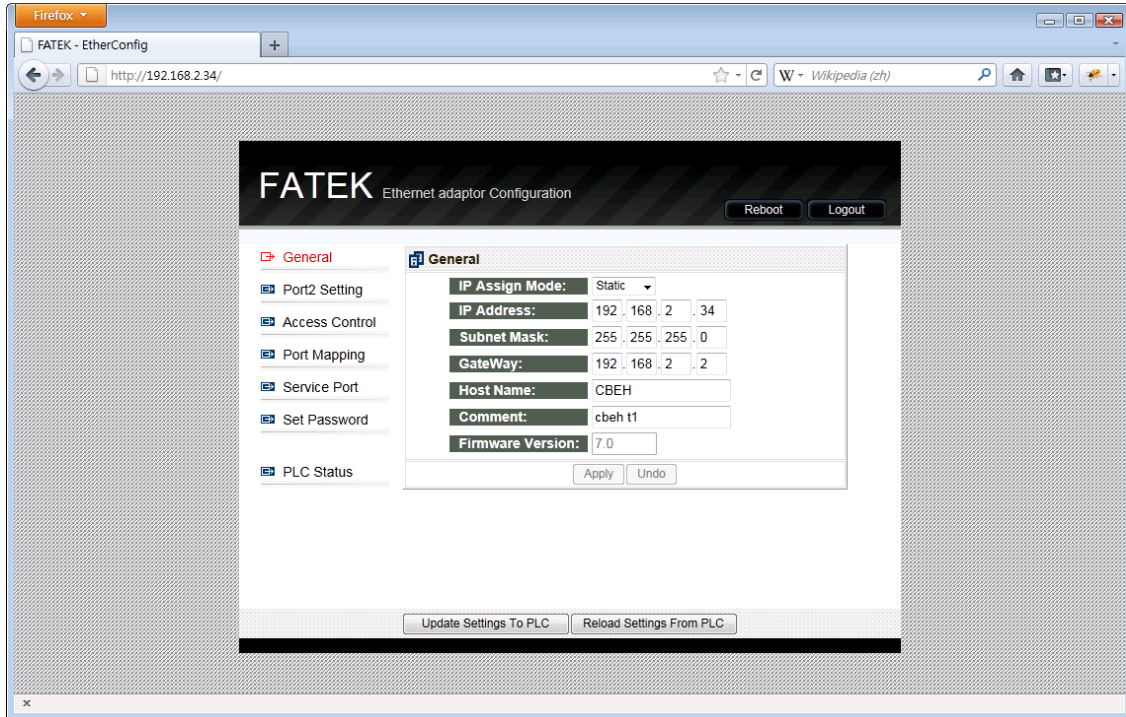 Firefox
FATEK - EtherConfig
http://192.168.2.34/
W Wikipedia (zh)
FATEK Ethernet adaptor Configuration
Reboot Logout
General
Port2 Setting
Access Control
Port Mapping
Service Port
Set Password
PLC Status
General
IP Assign Mode: Static
IP Address: 192 . 168 . 2 . 34
Subnet Mask: 255 . 255 . 255 . 0
GateWay: 192 . 168 . 2 . 2
Host Name: CBEH
Comment: cbeh t1
Firmware Version: 7.0
Apply Undo
Update Settings To PLC Reload Settings From PLC